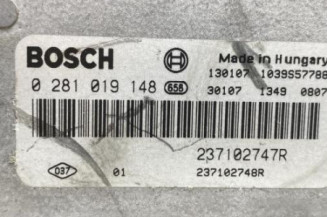 BOSCH
Made in Hungary
130107 1039S57788
0 281 019 148 658
30107 1349 0807
237102747R
D37 01 237102748R